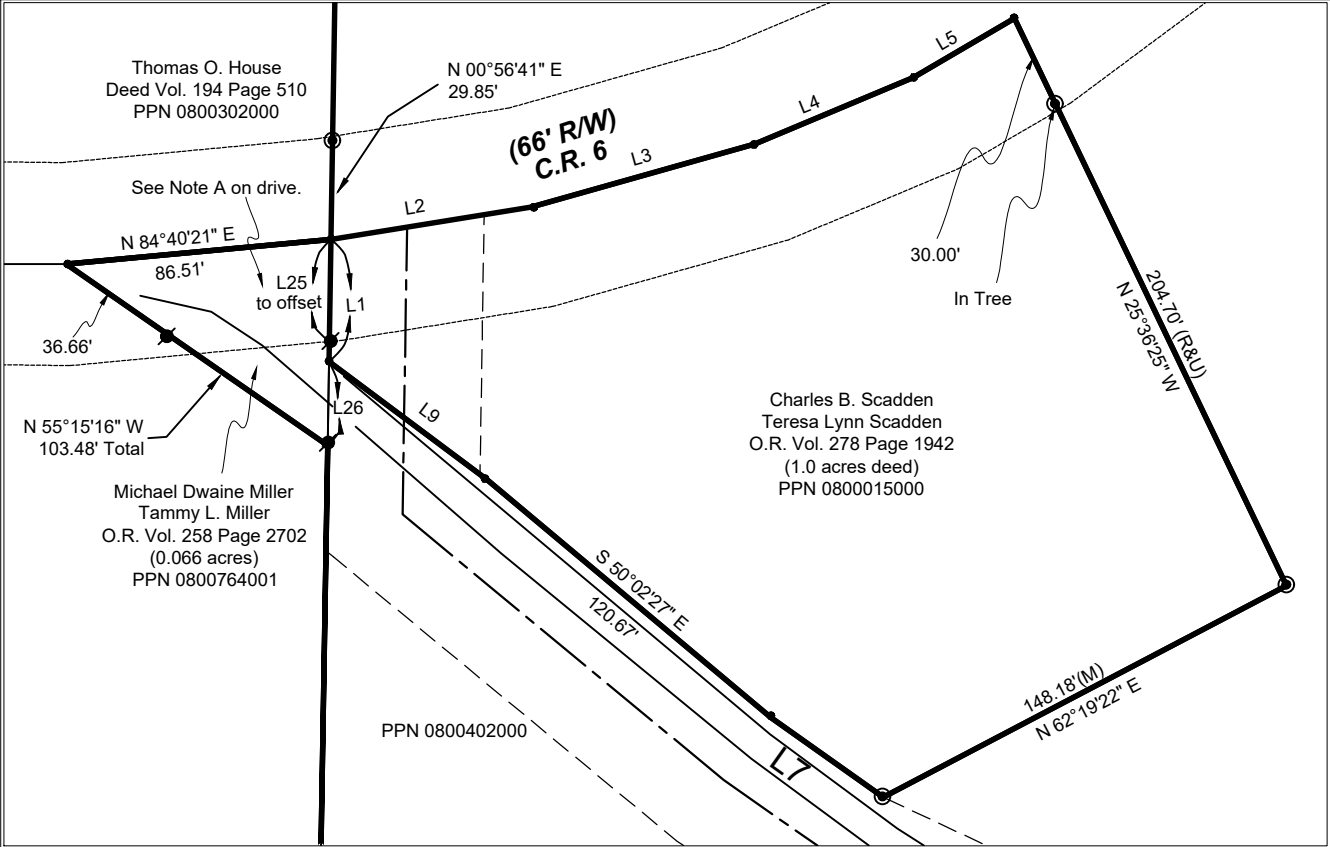 Thomas O. House
Deed Vol. 194 Page 510
PPN 0800302000
N 00°56'41" E
29.85'
(66' R/W)
C.R. 6
L5
L4
L3
L2
See Note A on drive.
N 84°40'21" E
86.51'
L25
to offset
L1
30.00'
In Tree
204.70' (R&U)
N 25°36'25" W
36.66'
L26
L9
N 55°15'16" W
103.48' Total
Charles B. Scadden
Teresa Lynn Scadden
O.R. Vol. 278 Page 1942
(1.0 acres deed)
PPN 0800015000
Michael Dwaine Miller
Tammy L. Miller
O.R. Vol. 258 Page 2702
(0.066 acres)
PPN 0800764001
S 50°02'27" E
120.67'
148.18'(M)
N 62°19'22" E
PPN 0800402000
L7